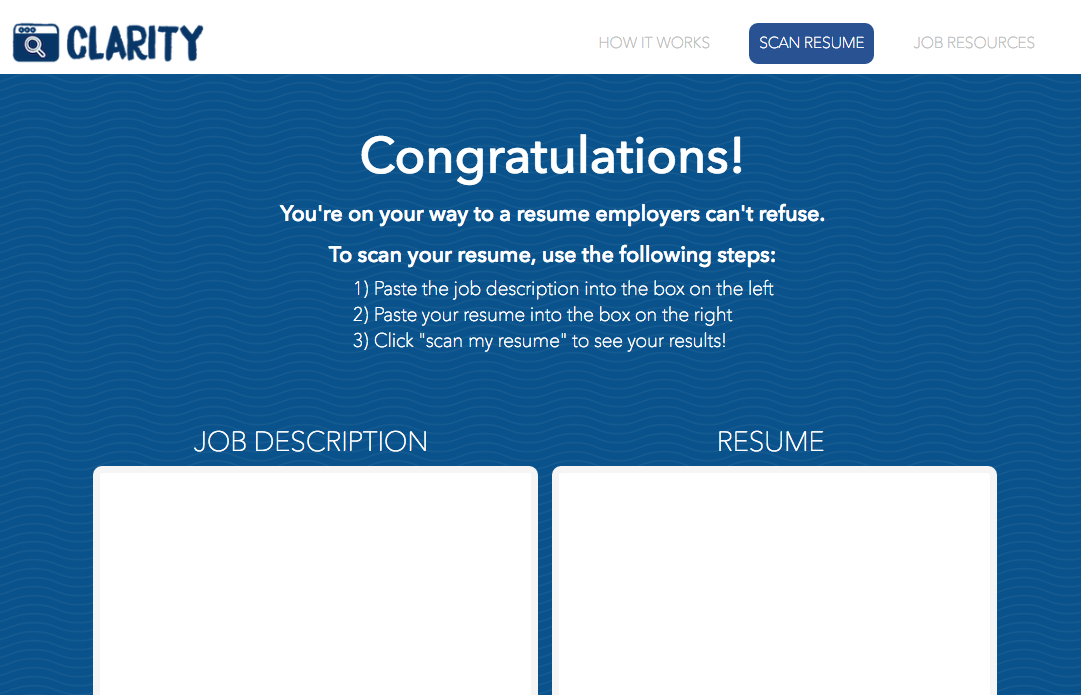 CLARITY
HOW IT WORKS
SCAN RESUME
JOB RESOURCES
Congratulations!
You're on your way to a resume employers can't refuse.
To scan your resume, use the following steps:
1) Paste the job description into the box on the left
2) Paste your resume into the box on the right
3) Click "scan my resume" to see your results!
JOB DESCRIPTION
RESUME